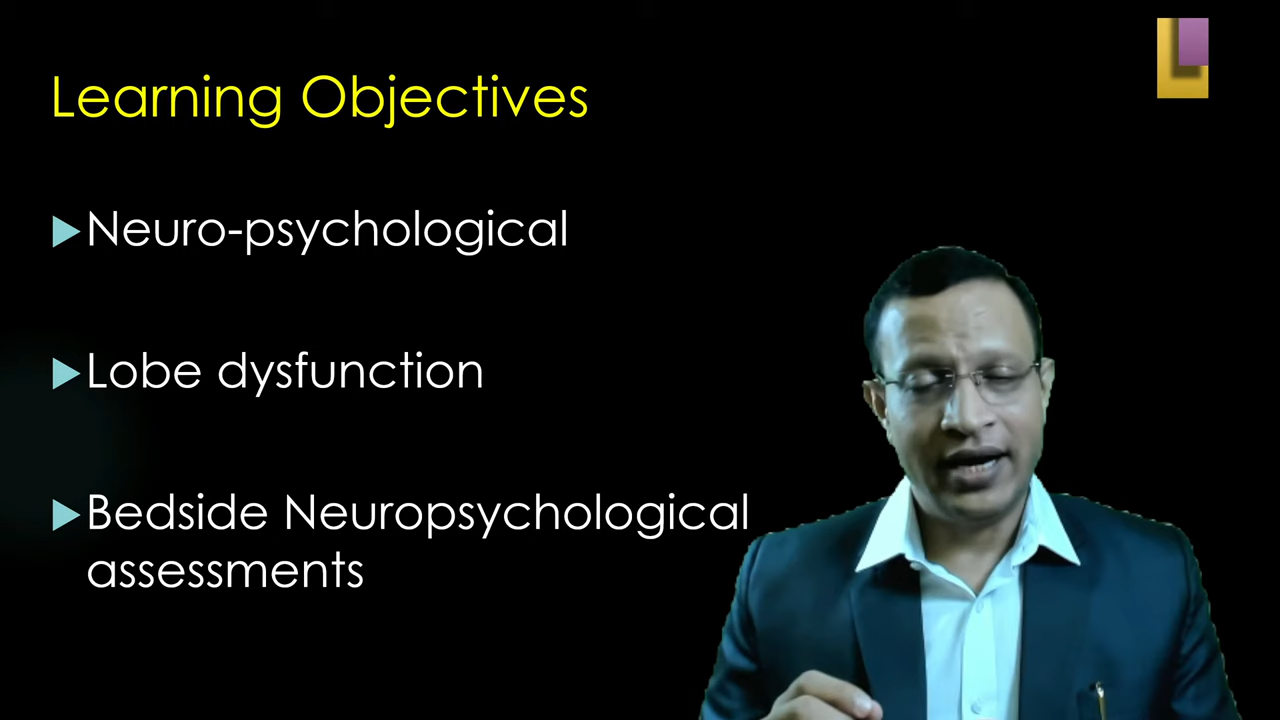 Learning Objectives
Neuro-psychological
Lobe dysfunction
Bedside Neuropsychological
assessments